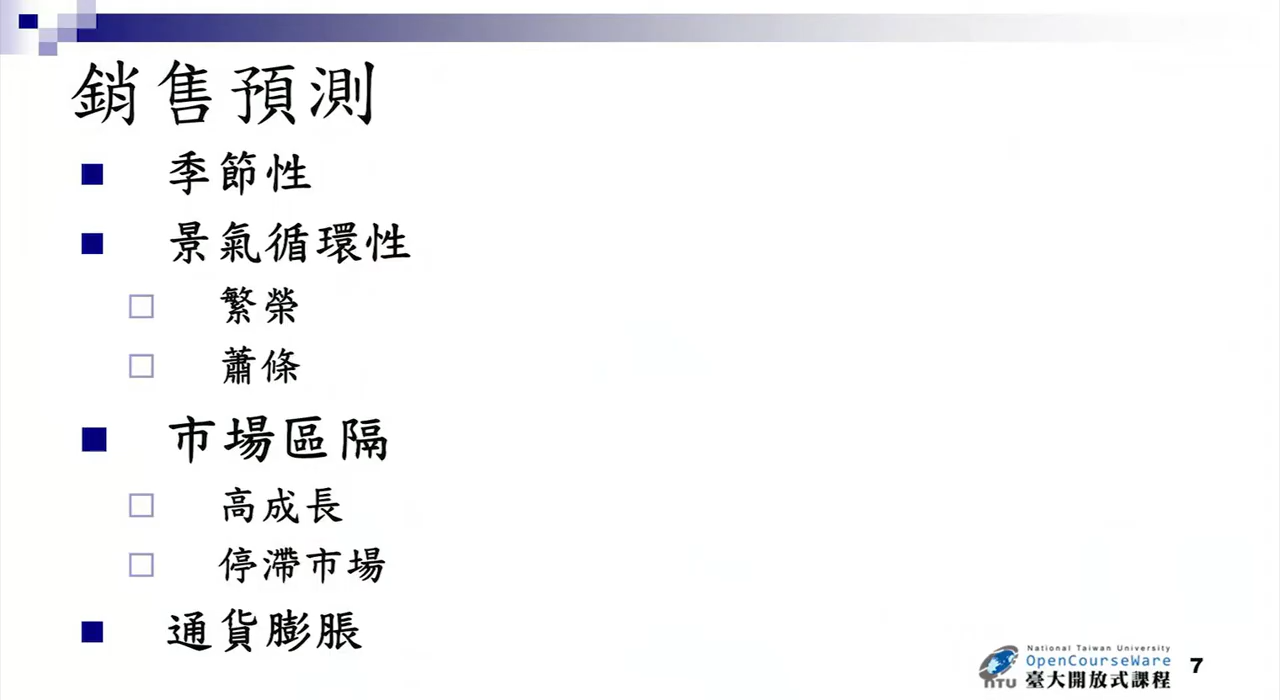 銷售預測
季節性
景氣循環性
繁榮
蕭條
市場區隔
高成長
停滯市場
通貨膨脹
National Taiwan University
OpenCourseWare
臺大開放式課程
NTU
7